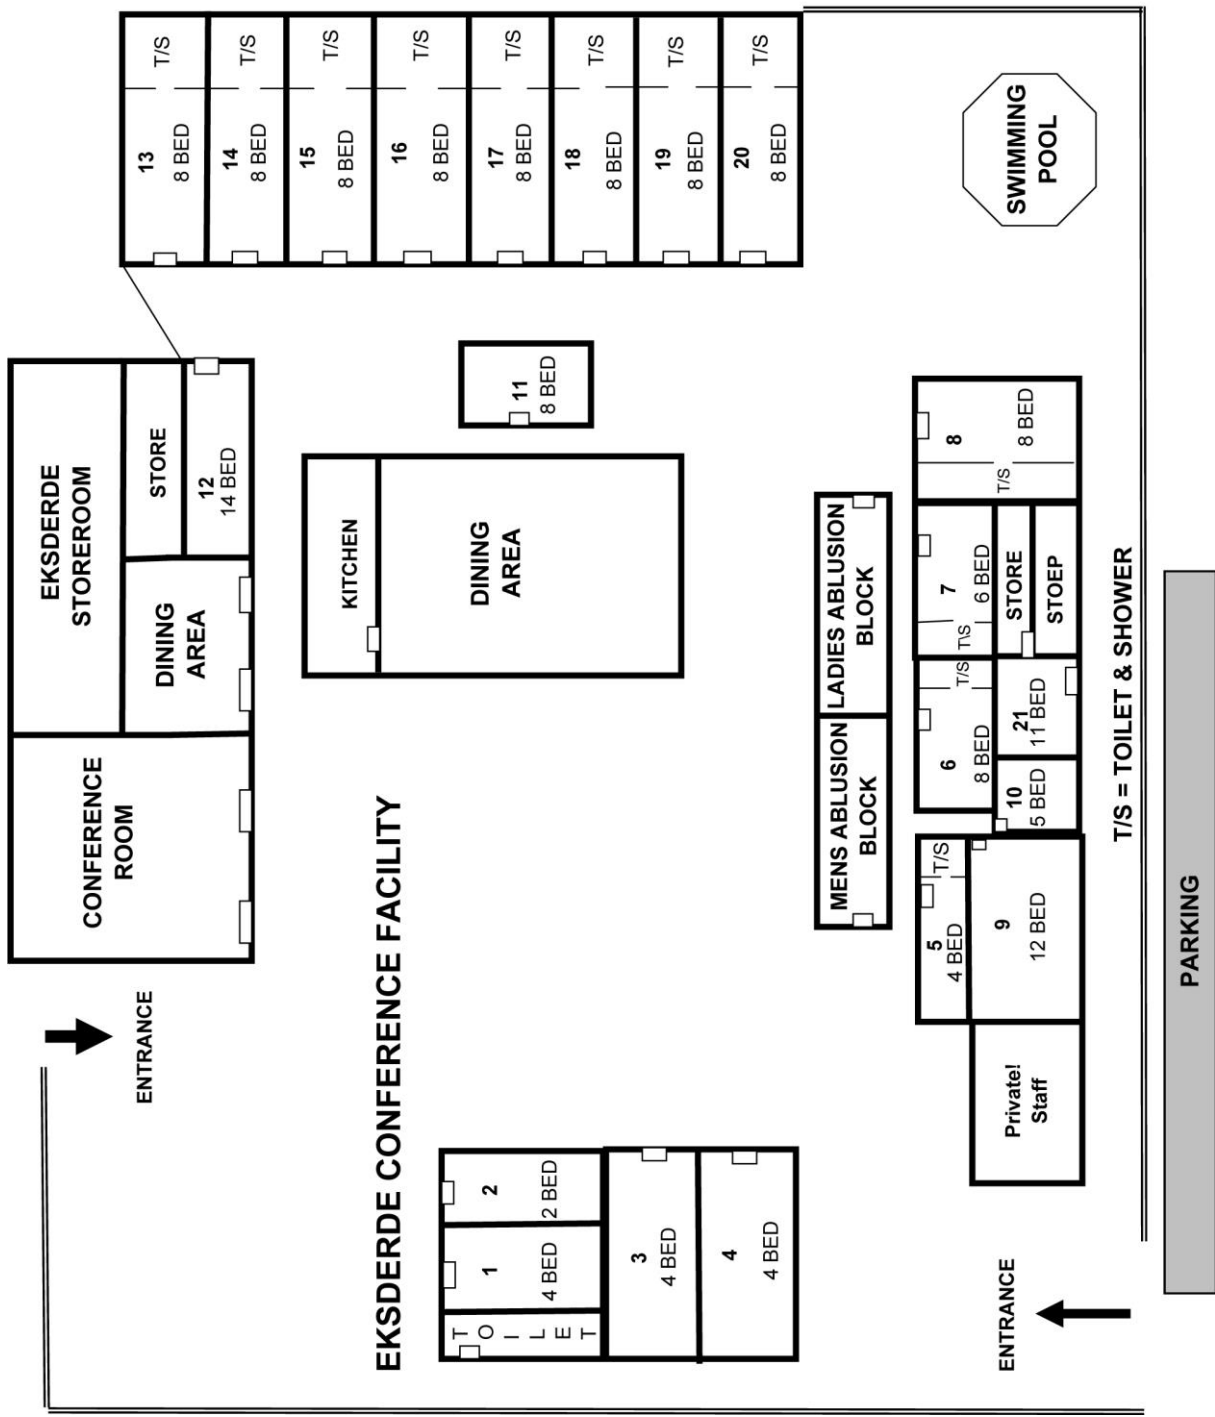 ENTRANCE
CONFERENCE
ROOM
EKSDERDE
STOREROOM
DINING
AREA
STORE
12
14 BED
13
8 BED
T/S
14
8 BED
T/S
15
8 BED
T/S
16
8 BED
T/S
17
8 BED
T/S
18
8 BED
T/S
19
8 BED
T/S
20
8 BED
T/S
EKSDERDE CONFERENCE FACILITY
KITCHEN
DINING
AREA
11
8 BED
T
O
I
L
E
T
1
4 BED
2
2 BED
3
4 BED
4
4 BED
MENS ABLUSION
BLOCK
LADIES ABLUSION
BLOCK
5
4 BED
T/S
9
12 BED
Private!
Staff
6
8 BED
T/S
10
5 BED
21
11 BED
7
6 BED
T\S
STORE
STOEP
8
8 BED
T/S
SWIMMING
POOL
ENTRANCE
T/S = TOILET & SHOWER
PARKING